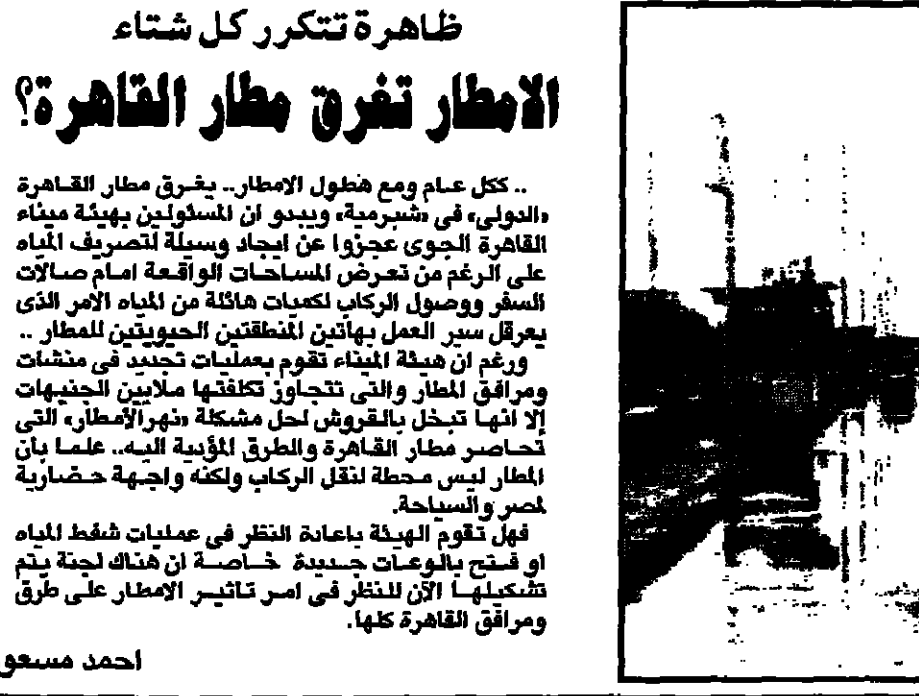 ظاهرة تتكرر كل شتاء
الامطار تغرق مطار القاهرة؟
.. ككل عام ومع هطول الامطار.. يغرق مطار القاهرة
«الدولى» فى «شبرمية» ويبدو ان المسئولين بهيئة ميناء
القاهرة الجوى عجزوا عن ايجاد وسيلة لتصريف المياه
على الرغم من تعرض المساحات الواقعة امام صالات
السفر ووصول الركاب لكميات هائلة من المياه الامر الذى
يعرقل سير العمل بهاتين المنطقتين الحيويتين للمطار ..
ورغم ان هيئة الميناء تقوم بعمليات تجديد فى منشات
ومرافق المطار والتى تتجاوز تكلفتها ملايين الجنيهات
إلا انها تبخل بالقروش لحل مشكلة «نهر الأمطار» التى
تحاصر مطار القاهرة والطرق المؤدية اليه.. علما بأن
المطار ليس محطة لنقل الركاب ولكنه واجهة حضارية
لمصر والسياحة.
فهل تقوم الهيئة باعادة النظر فى عمليات شفط المياه
او فتح بالوعات جديدة خاصة ان هناك لجنة يتم
تشكيلها الآن للنظر فى امر تاثير الامطار على طرق
ومرافق القاهرة كلها.
احمد مسعو